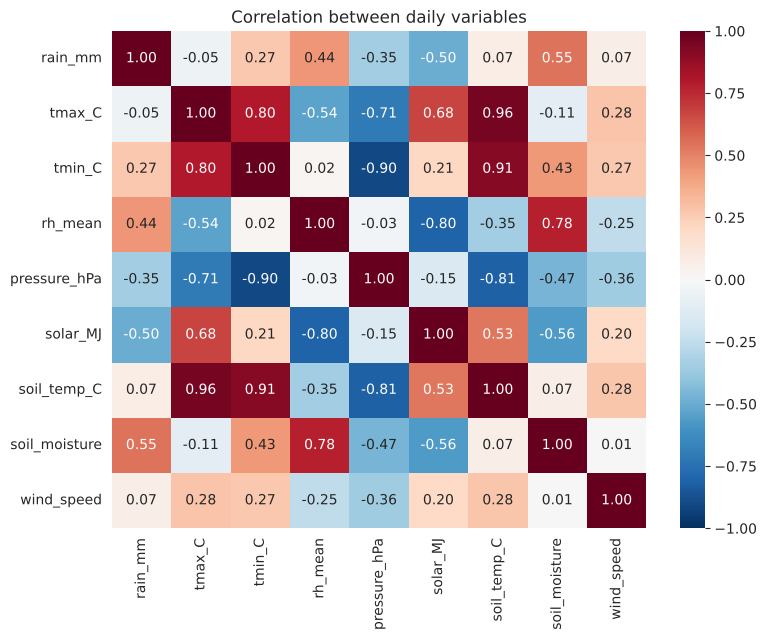 Correlation between daily variables
rain_mm 1.00 -0.05 0.27 0.44 -0.35 -0.50 0.07 0.55 0.07
tmax_C -0.05 1.00 0.80 -0.54 -0.71 0.68 0.96 -0.11 0.28
tmin_C 0.27 0.80 1.00 0.02 -0.90 0.21 0.91 0.43 0.27
rh_mean 0.44 -0.54 0.02 1.00 -0.03 -0.80 -0.35 0.78 -0.25
pressure_hPa -0.35 -0.71 -0.90 -0.03 1.00 -0.15 -0.81 -0.47 -0.36
solar_MJ -0.50 0.68 0.21 -0.80 -0.15 1.00 0.53 -0.56 0.20
soil_temp_C 0.07 0.96 0.91 -0.35 -0.81 0.53 1.00 0.07 0.28
soil_moisture 0.55 -0.11 0.43 0.78 -0.47 -0.56 0.07 1.00 0.01
wind_speed 0.07 0.28 0.27 -0.25 -0.36 0.20 0.28 0.01 1.00
rain_mm
tmax_C
tmin_C
rh_mean
pressure_hPa
solar_MJ
soil_temp_C
soil_moisture
wind_speed
1.00
0.75
0.50
0.25
0.00
−0.25
−0.50
−0.75
−1.00